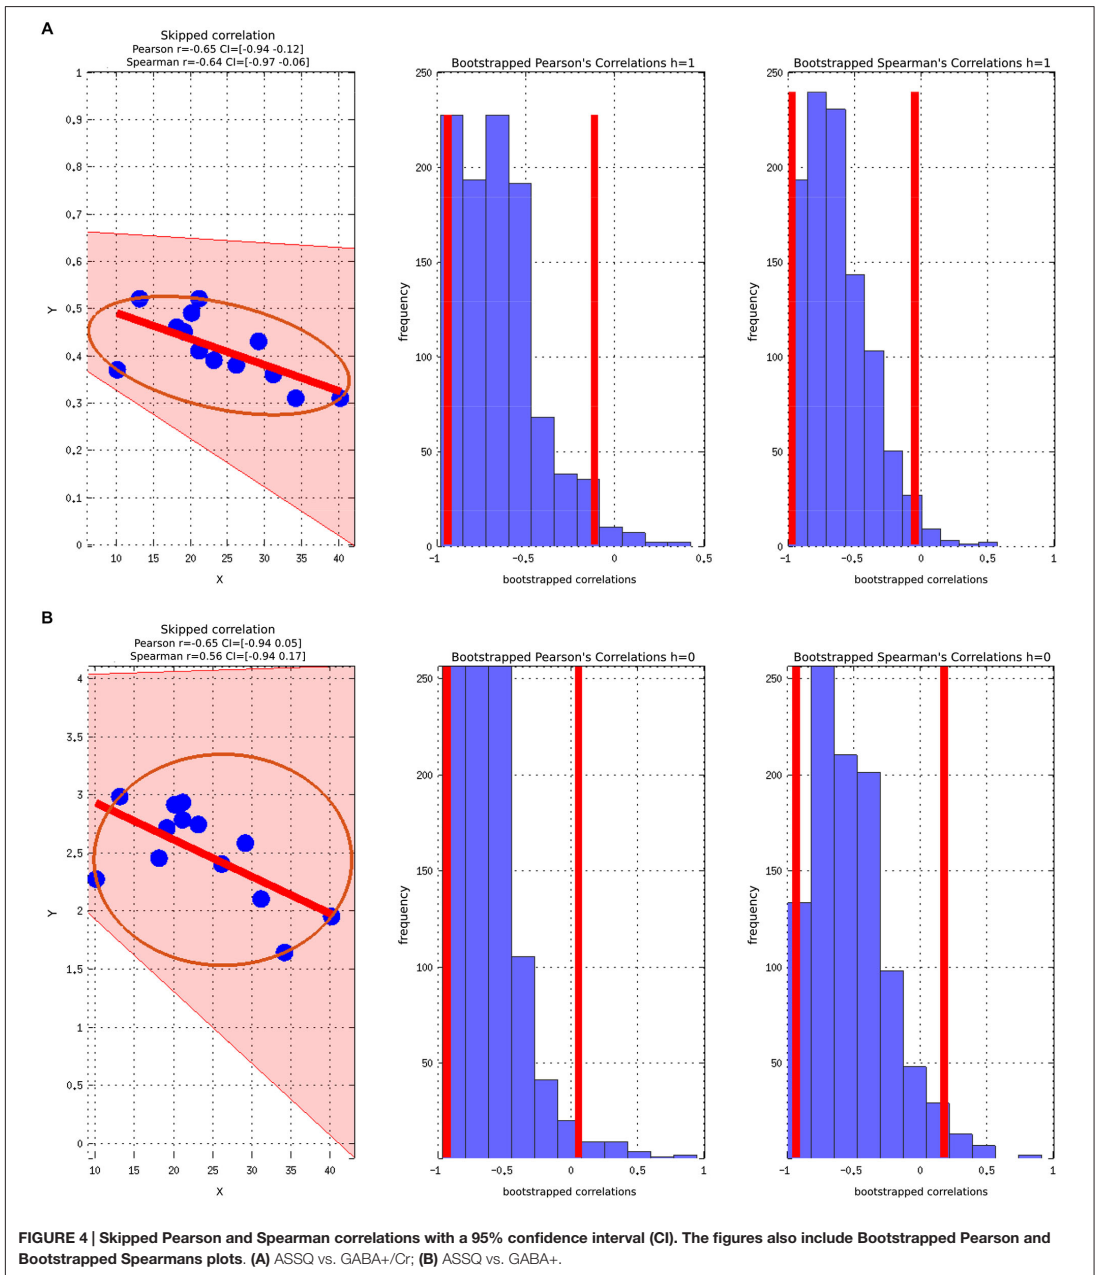 A
Skipped correlation
Pearson r=-0.65 CI=[-0.94 -0.12]
Spearman r=-0.64 CI=[-0.97 -0.06]
1
0.9
0.8
0.7
0.6
0.5
0.4
0.3
0.2
0.1
0
Y
10 15 20 25 30 35 40
X
Bootstrapped Pearson's Correlations h=1
250
200
150
100
50
0
frequency
-1 -0.5 0 0.5
bootstrapped correlations
Bootstrapped Spearman's Correlations h=1
250
200
150
100
50
0
frequency
-1 -0.5 0 0.5 1
bootstrapped correlations
B
Skipped correlation
Pearson r=-0.65 CI=[-0.94 0.05]
Spearman r=0.56 CI=[-0.94 0.17]
4
3.5
3
2.5
2
1.5
1
0.5
0
Y
10 15 20 25 30 35 40
X
Bootstrapped Pearson's Correlations h=0
250
200
150
100
50
frequency
-1 -0.5 0 0.5 1
bootstrapped correlations
Bootstrapped Spearman's Correlations h=0
250
200
150
100
50
frequency
-1 -0.5 0 0.5 1
bootstrapped correlations
FIGURE 4 | Skipped Pearson and Spearman correlations with a 95% confidence interval (CI). The figures also include Bootstrapped Pearson and
Bootstrapped Spearmans plots. (A) ASSQ vs. GABA+/Cr; (B) ASSQ vs. GABA+.